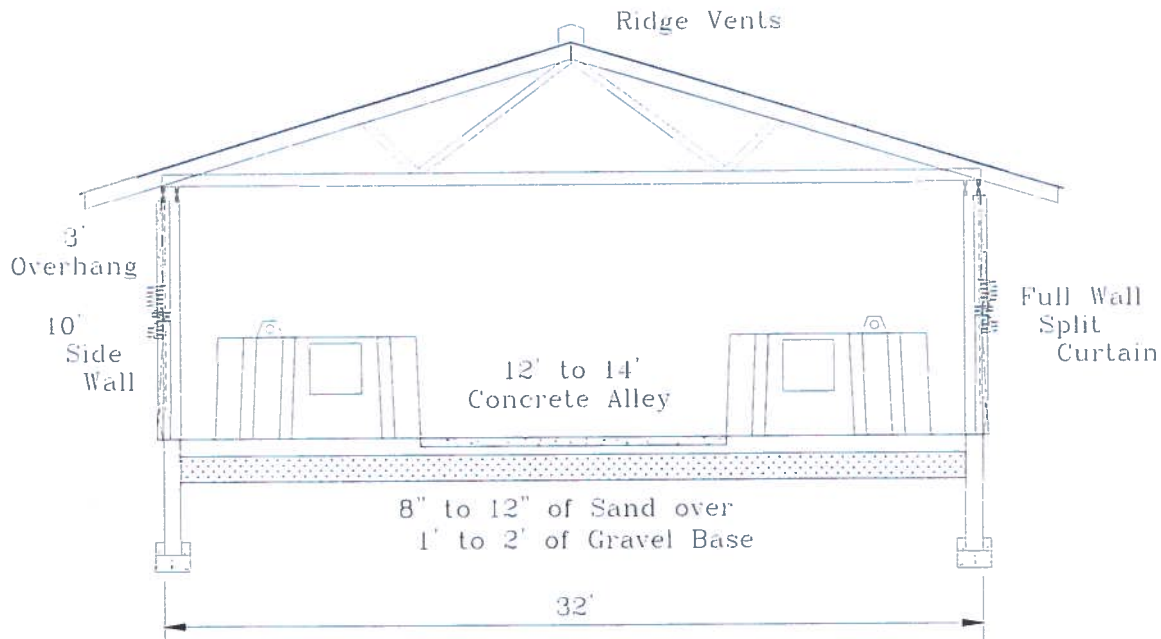 Ridge Vents
3'
Overhang
10'
Side
Wall
Full Wall
Split
Curtain
12' to 14'
Concrete Alley
8" to 12" of Sand over
1' to 2' of Gravel Base
32'